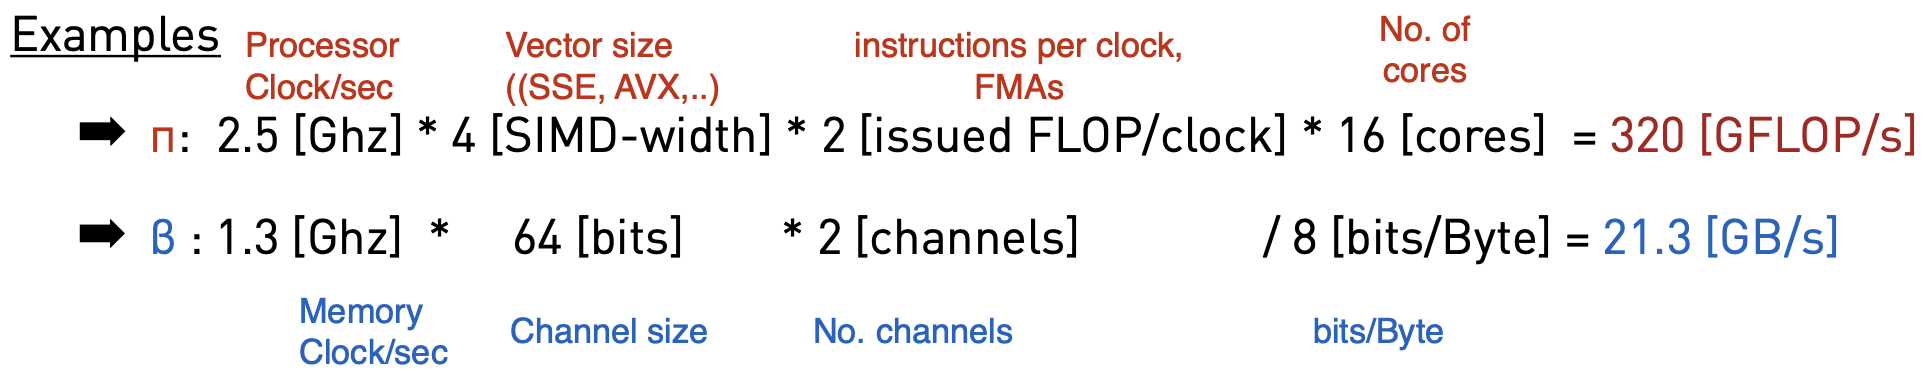 Examples
Processor
Clock/sec
Vector size
((SSE, AVX,..)
instructions per clock,
FMAs
No. of
cores
➡ π: 2.5 [Ghz] * 4 [SIMD-width] * 2 [issued FLOP/clock] * 16 [cores] = 320 [GFLOP/s]
➡ β : 1.3 [Ghz] * 64 [bits] * 2 [channels] / 8 [bits/Byte] = 21.3 [GB/s]
Memory
Clock/sec
Channel size
No. channels
bits/Byte